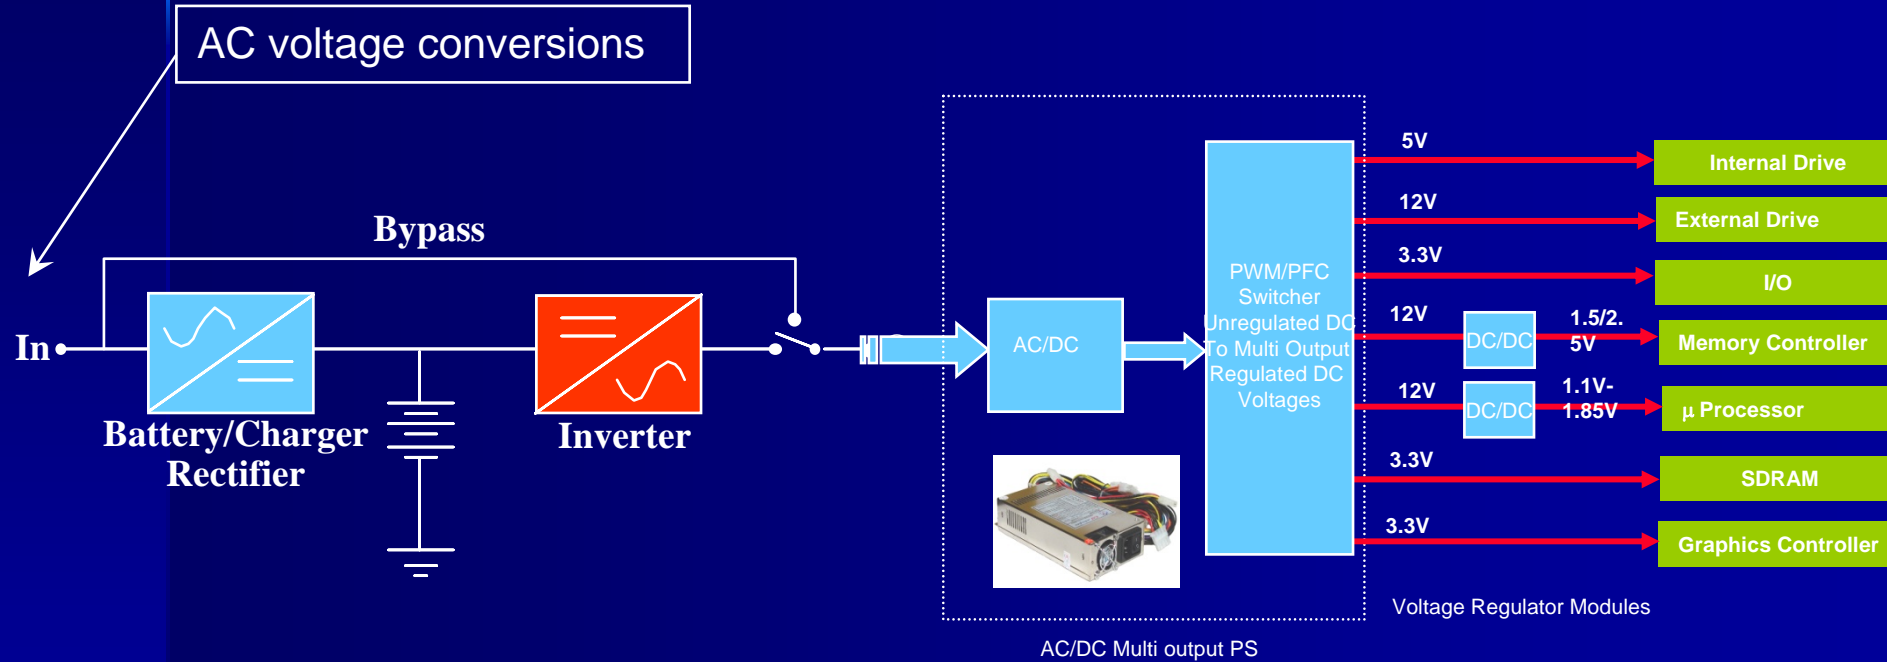 AC voltage conversions
Bypass
In
Battery/Charger
Rectifier
Inverter
AC/DC
PWM/PFC
Switcher
Unregulated DC
To Multi Output
Regulated DC
Voltages
5V
Internal Drive
12V
External Drive
3.3V
I/O
12V
DC/DC
1.5/2.
5V
Memory Controller
12V
DC/DC
1.1V-
1.85V
μ Processor
3.3V
SDRAM
3.3V
Graphics Controller
Voltage Regulator Modules
AC/DC Multi output PS